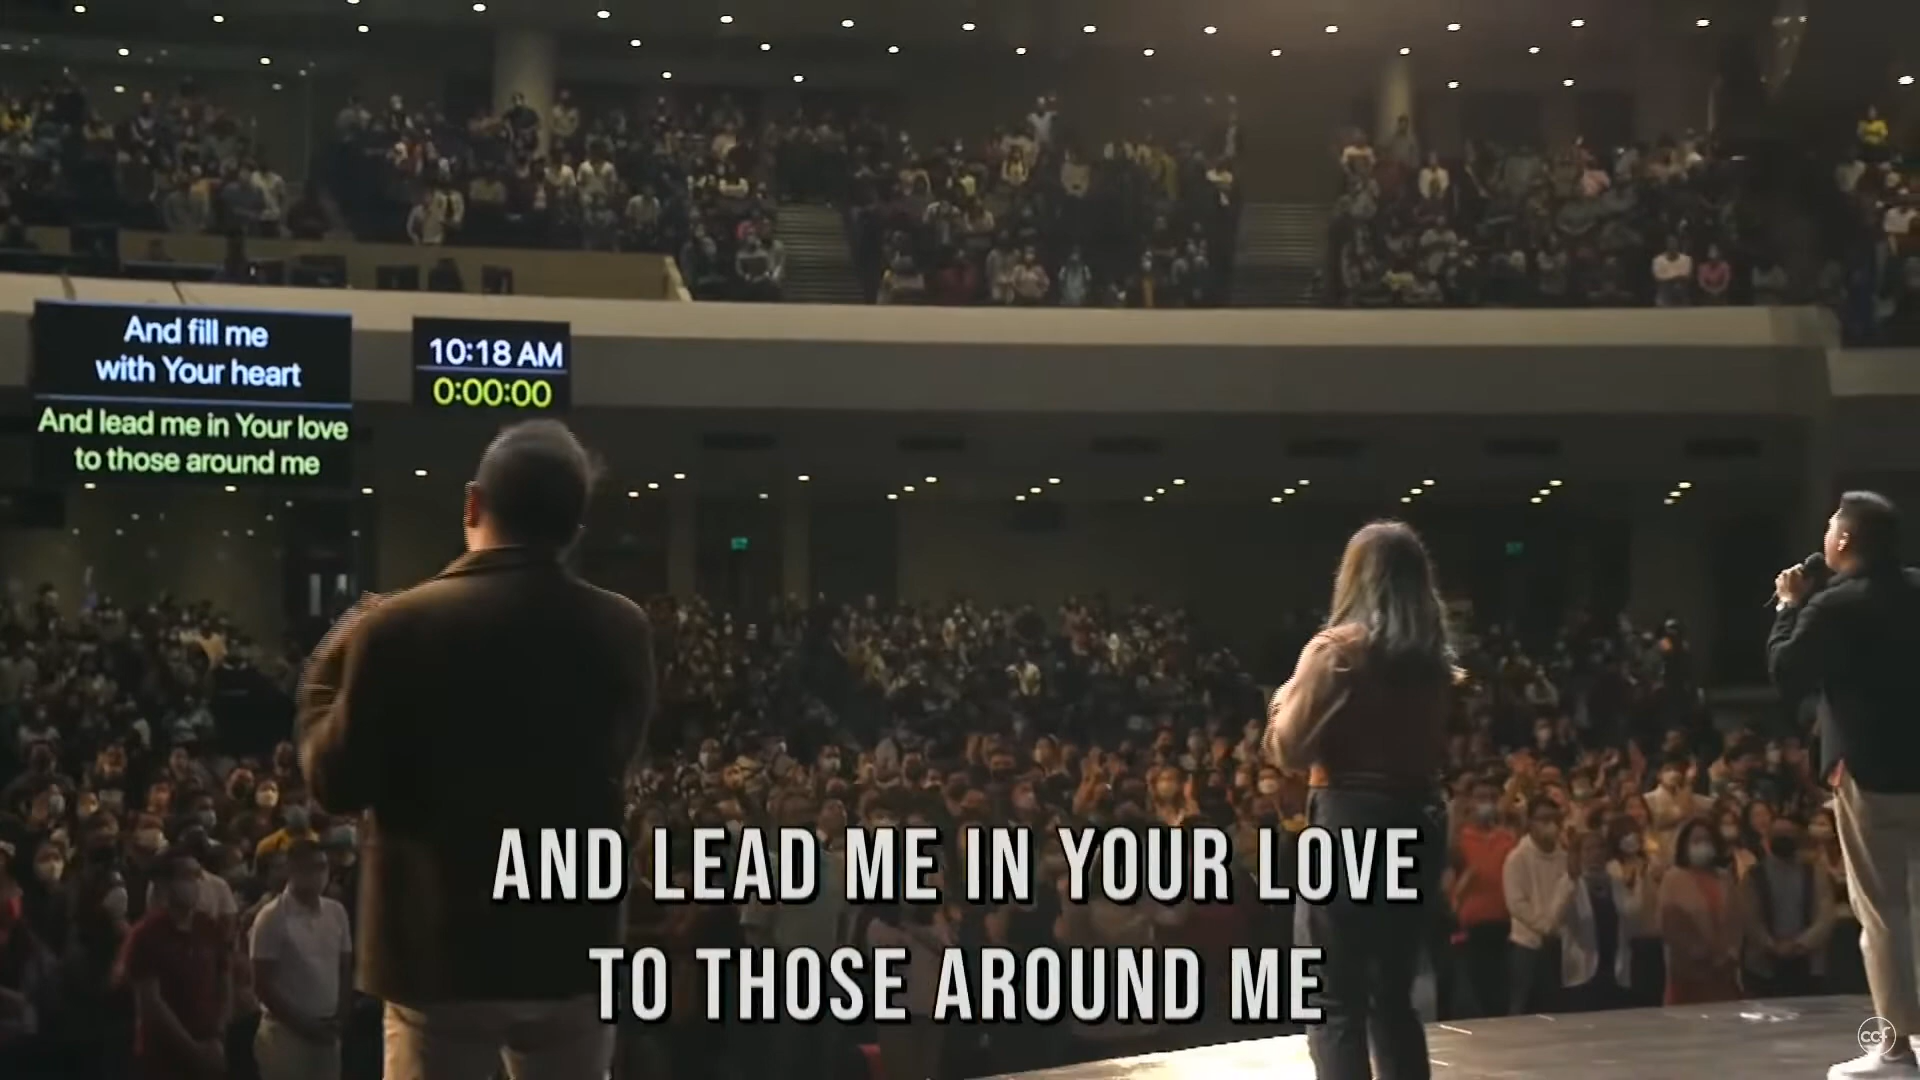 And fill me
with Your heart
And lead me in Your love
to those around me
10:18 AM
0:00:00
AND LEAD ME IN YOUR LOVE
TO THOSE AROUND ME
ccf